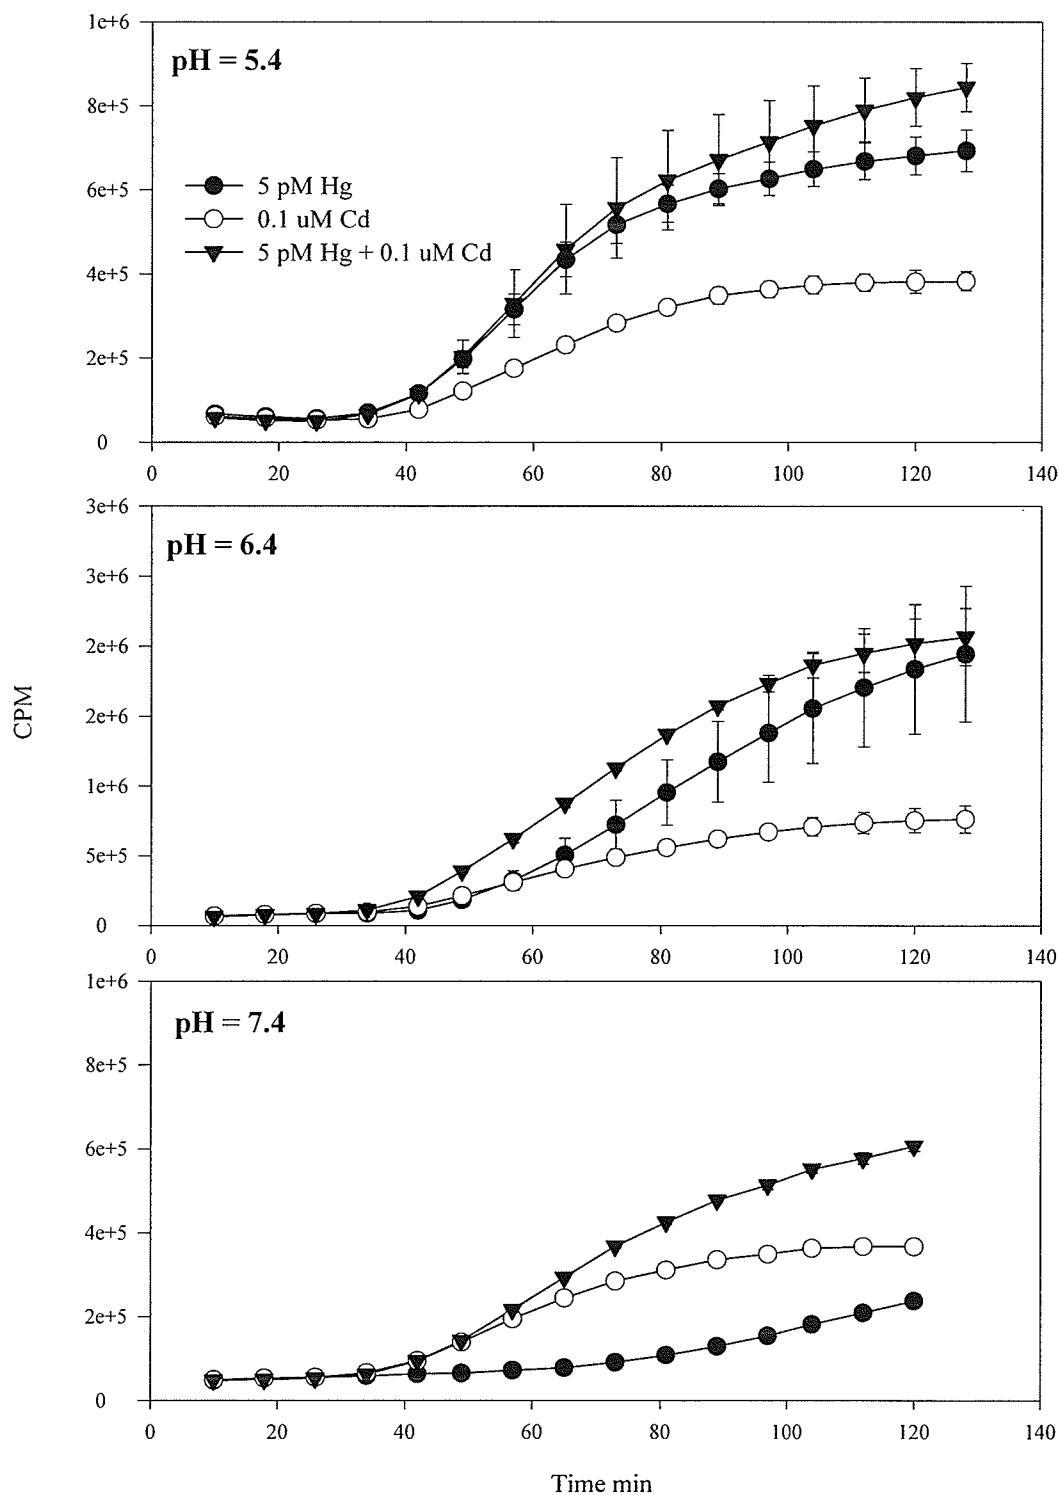 1e+6
pH = 5.4
8e+5
6e+5
5 pM Hg
0.1 uM Cd
5 pM Hg + 0.1 uM Cd
4e+5
2e+5
0
0 20 40 60 80 100 120 140
3e+6
pH = 6.4
3e+6
2e+6
2e+6
CPM
1e+6
5e+5
0
0 20 40 60 80 100 120 140
1e+6
pH = 7.4
8e+5
6e+5
4e+5
2e+5
0
0 20 40 60 80 100 120 140
Time min